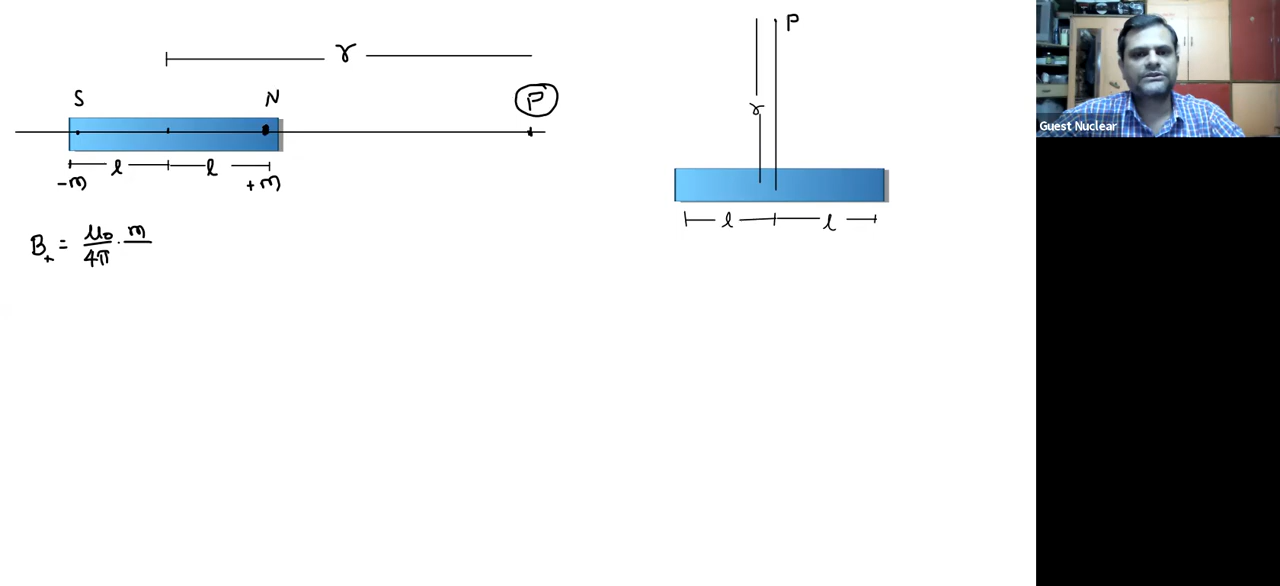 r
S N P
l l
-m +m
B₊ = μ₀/4π · m
P
r
l l
Guest Nuclear